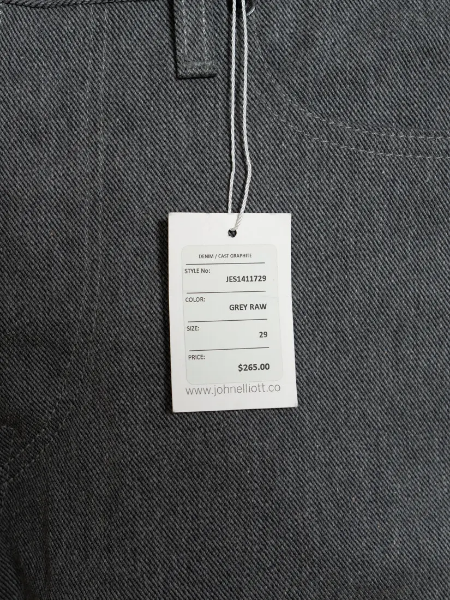 DENIM / CAST GRAPHITE
STYLE No:
JES1411729
COLOR:
GREY RAW
SIZE:
29
PRICE:
$265.00
www.johnelliott.co